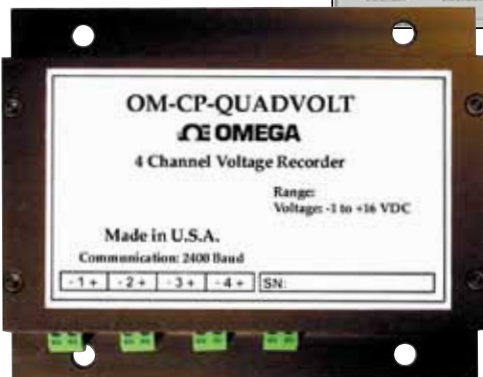 OM-CP-QUADVOLT
Ω OMEGA
4 Channel Voltage Recorder
Range:
Voltage: -1 to +16 VDC
Made in U.S.A.
Communication: 2400 Baud
- 1 + - 2 + - 3 + - 4 + SN: